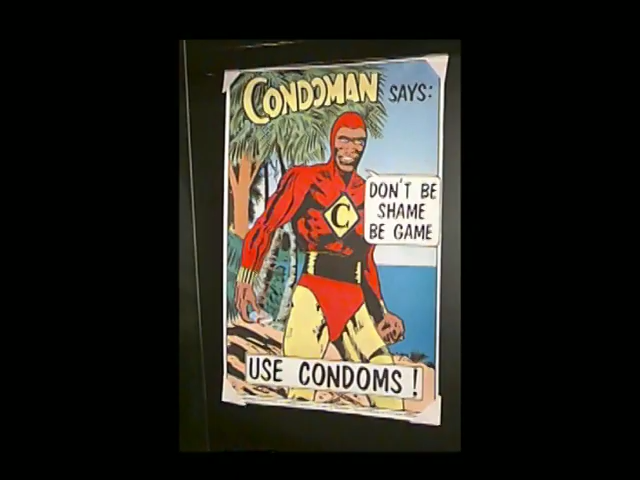 CONDOMAN SAYS:
DON'T BE
SHAME
BE GAME
C
USE CONDOMS!